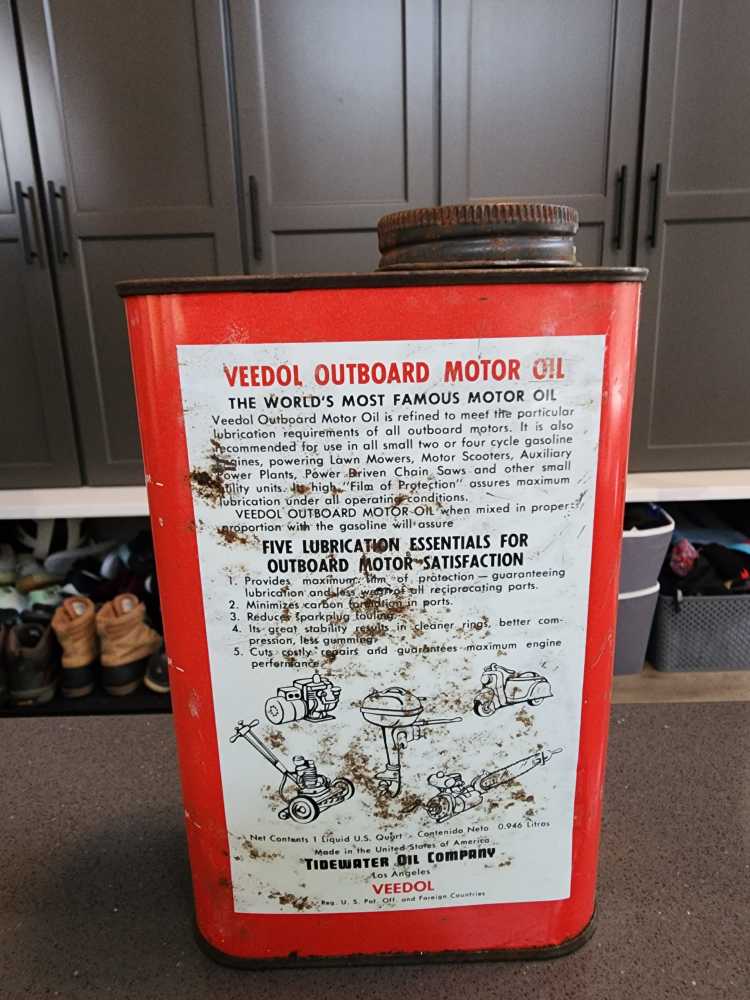 VEEDOL OUTBOARD MOTOR OIL
THE WORLD'S MOST FAMOUS MOTOR OIL
Veedol Outboard Motor Oil is refined to meet the particular
lubrication requirements of all outboard motors. It is also
recommended for use in all small two or four cycle gasoline
engines, powering Lawn Mowers, Motor Scooters, Auxiliary
Power Plants, Power Driven Chain Saws and other small
utility units. Its high "Film of Protection" assures maximum
lubrication under all operating conditions.
VEEDOL OUTBOARD MOTOR OIL when mixed in proper
proportion with the gasoline will assure
FIVE LUBRICATION ESSENTIALS FOR
OUTBOARD MOTOR SATISFACTION
1. Provides maximum film of protection — guaranteeing
lubrication and less wear of all reciprocating parts.
2. Minimizes carbon formation in parts.
3. Reduces sparkplug fouling.
4. Its great stability results in cleaner rings, better com-
pression, less gumming.
5. Cuts costly repairs and guarantees maximum engine
performance.
Net Contents 1 Liquid U.S. Quart - Contenido Neto 0.946 Litros
Made in the United States of America
TIDEWATER OIL COMPANY
Los Angeles
VEEDOL
Reg. U. S. Pat. Off. and Foreign Countries